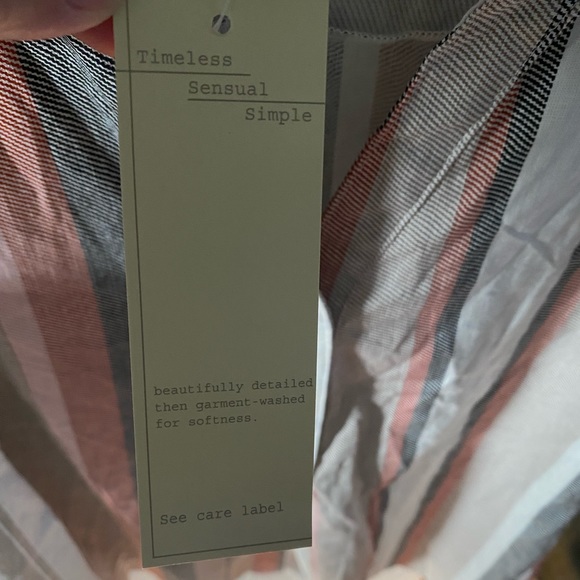 Timeless
Sensual
Simple
beautifully detailed
then garment-washed
for softness.
See care label